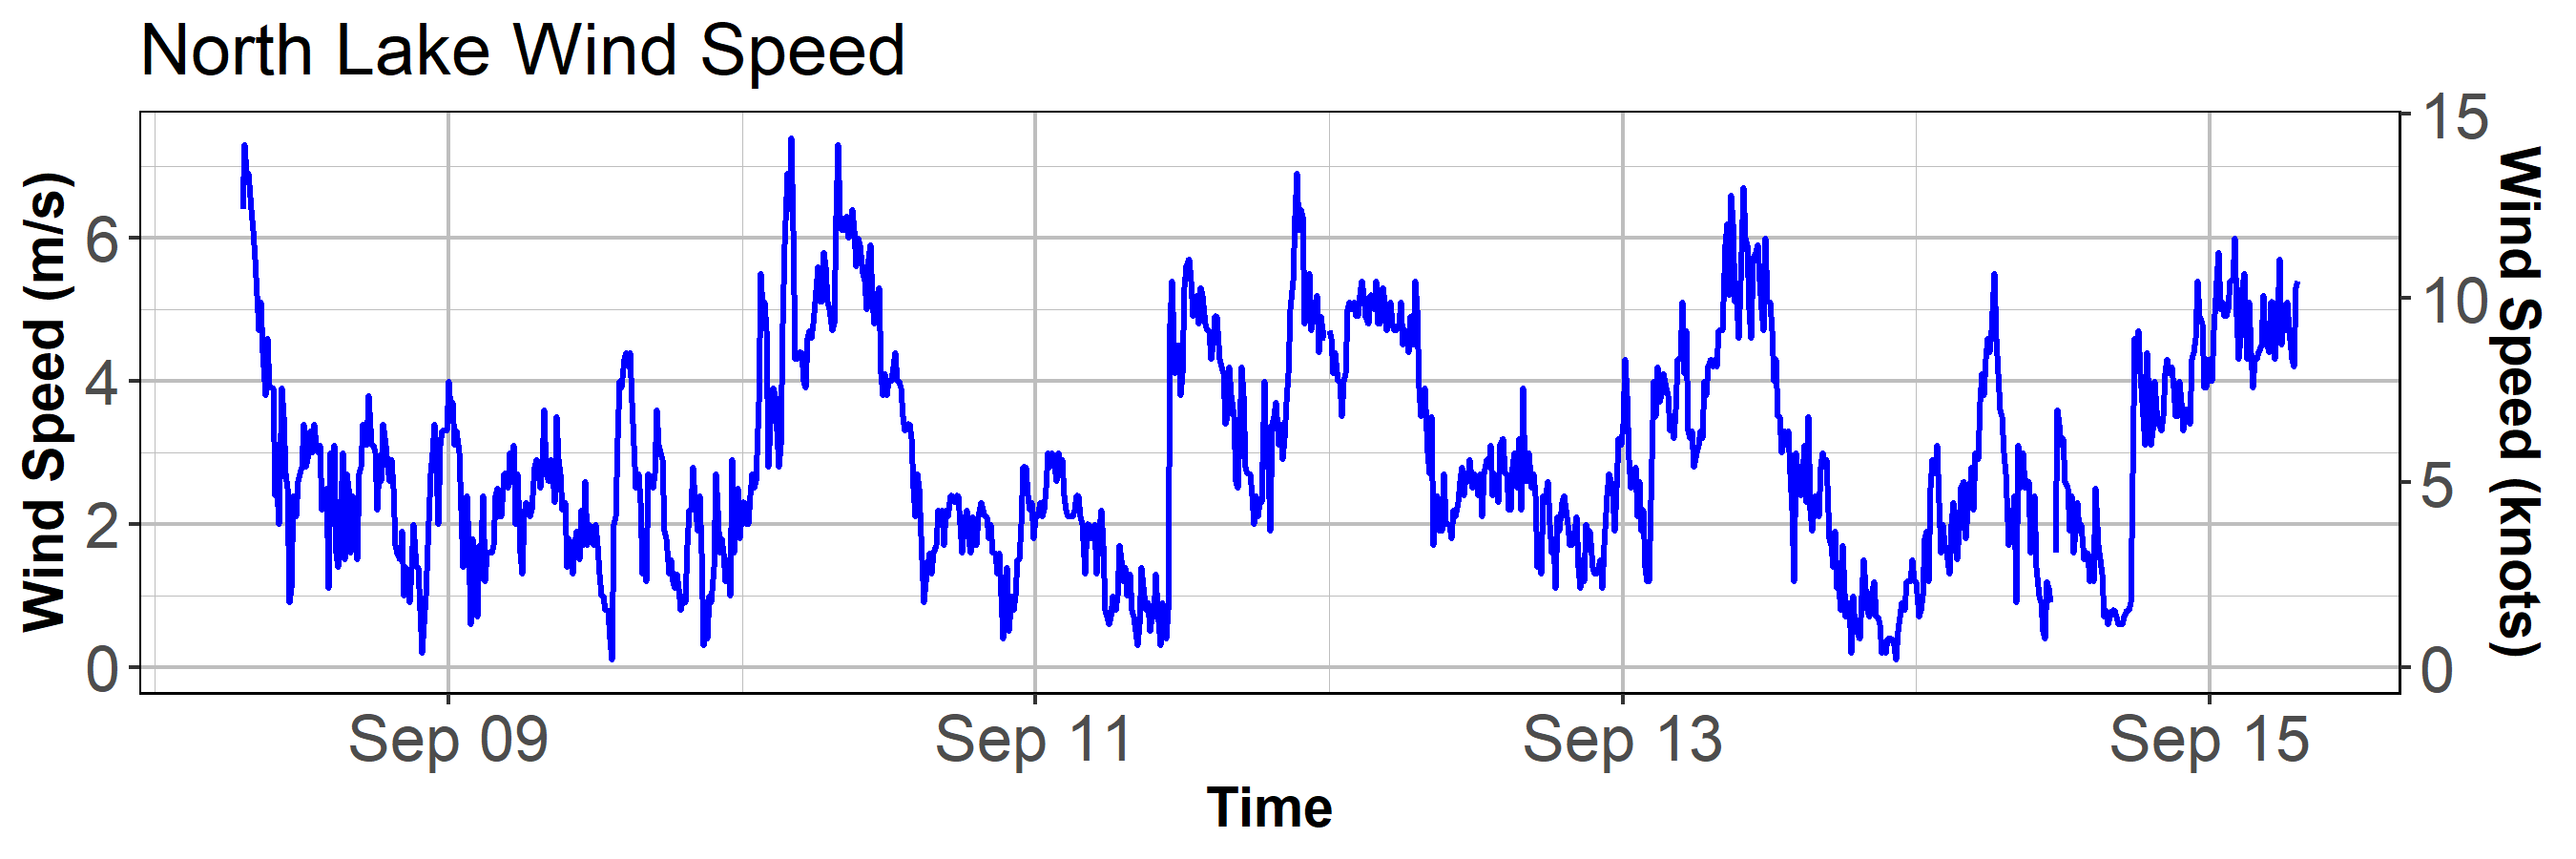 North Lake Wind Speed
Wind Speed (m/s)
6
4
2
0
15
10
5
0
Wind Speed (knots)
Sep 09
Sep 11
Sep 13
Sep 15
Time